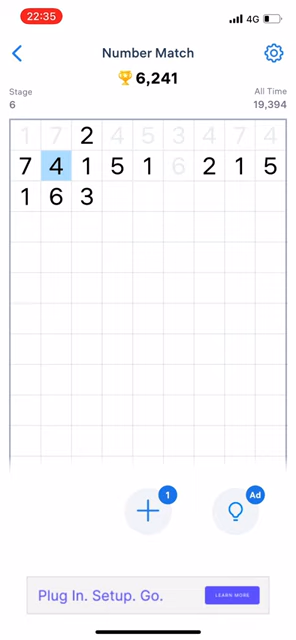 22:35
4G
Number Match
🏆 6,241
Stage
6
All Time
19,394
1 7 2 4 5 3 4 7 4
7 4 1 5 1 6 2 1 5
1 6 3
1
Ad
Plug In. Setup. Go.
LEARN MORE